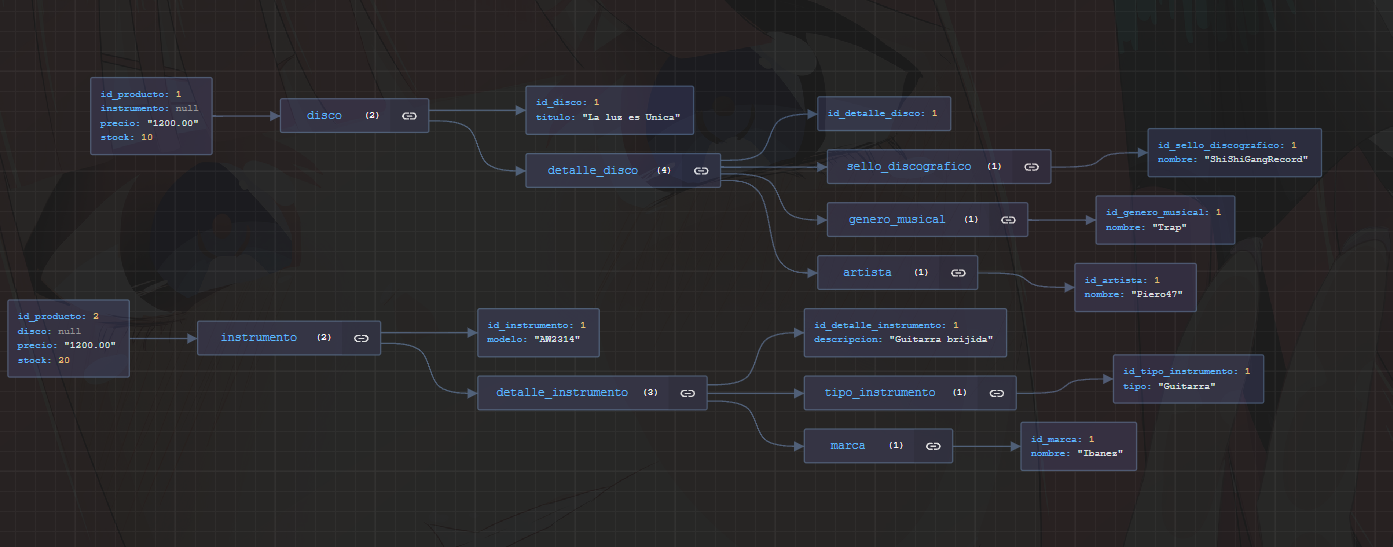 id_producto: 1
instrumento: null
precio: "1200.00"
stock: 10
disco (2)
id_disco: 1
titulo: "La luz es Unica"
detalle_disco (4)
id_detalle_disco: 1
sello_discografico (1)
id_sello_discografico: 1
nombre: "ShiShiGangRecord"
genero_musical (1)
id_genero_musical: 1
nombre: "Trap"
artista (1)
id_artista: 1
nombre: "Piero47"
id_producto: 2
disco: null
precio: "1200.00"
stock: 20
instrumento (2)
id_instrumento: 1
modelo: "AW2314"
detalle_instrumento (3)
id_detalle_instrumento: 1
descripcion: "Guitarra brijida"
tipo_instrumento (1)
id_tipo_instrumento: 1
tipo: "Guitarra"
marca (1)
id_marca: 1
nombre: "Ibanez"